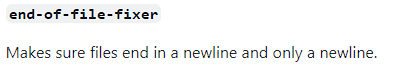 end-of-file-fixer
Makes sure files end in a newline and only a newline.